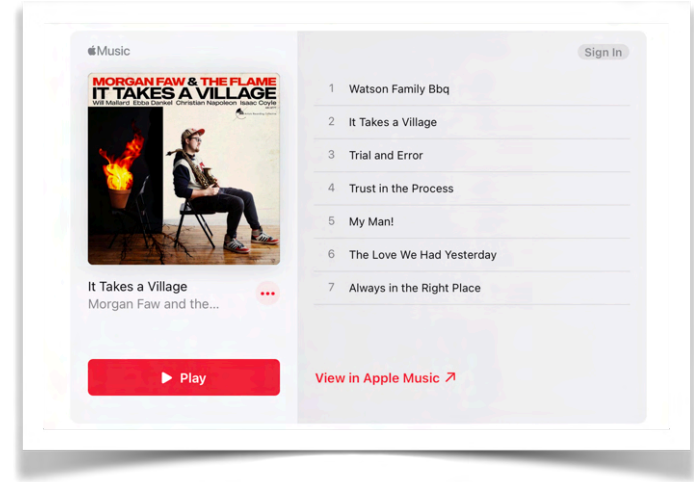 Music
Sign In
MORGAN FAW & THE FLAME
IT TAKES A VILLAGE
Will Mallard Ebba Dankel Christian Napoleon Isaac Coyle
It Takes a Village
Morgan Faw and the...
Play
1 Watson Family Bbq
2 It Takes a Village
3 Trial and Error
4 Trust in the Process
5 My Man!
6 The Love We Had Yesterday
7 Always in the Right Place
View in Apple Music